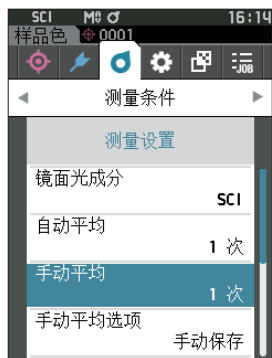 SCI M0 16:14
样品色 0001
-JOB
测量条件
测量设置
镜面光成分
SCI
自动平均
1 次
手动平均
1 次
手动平均选项
手动保存